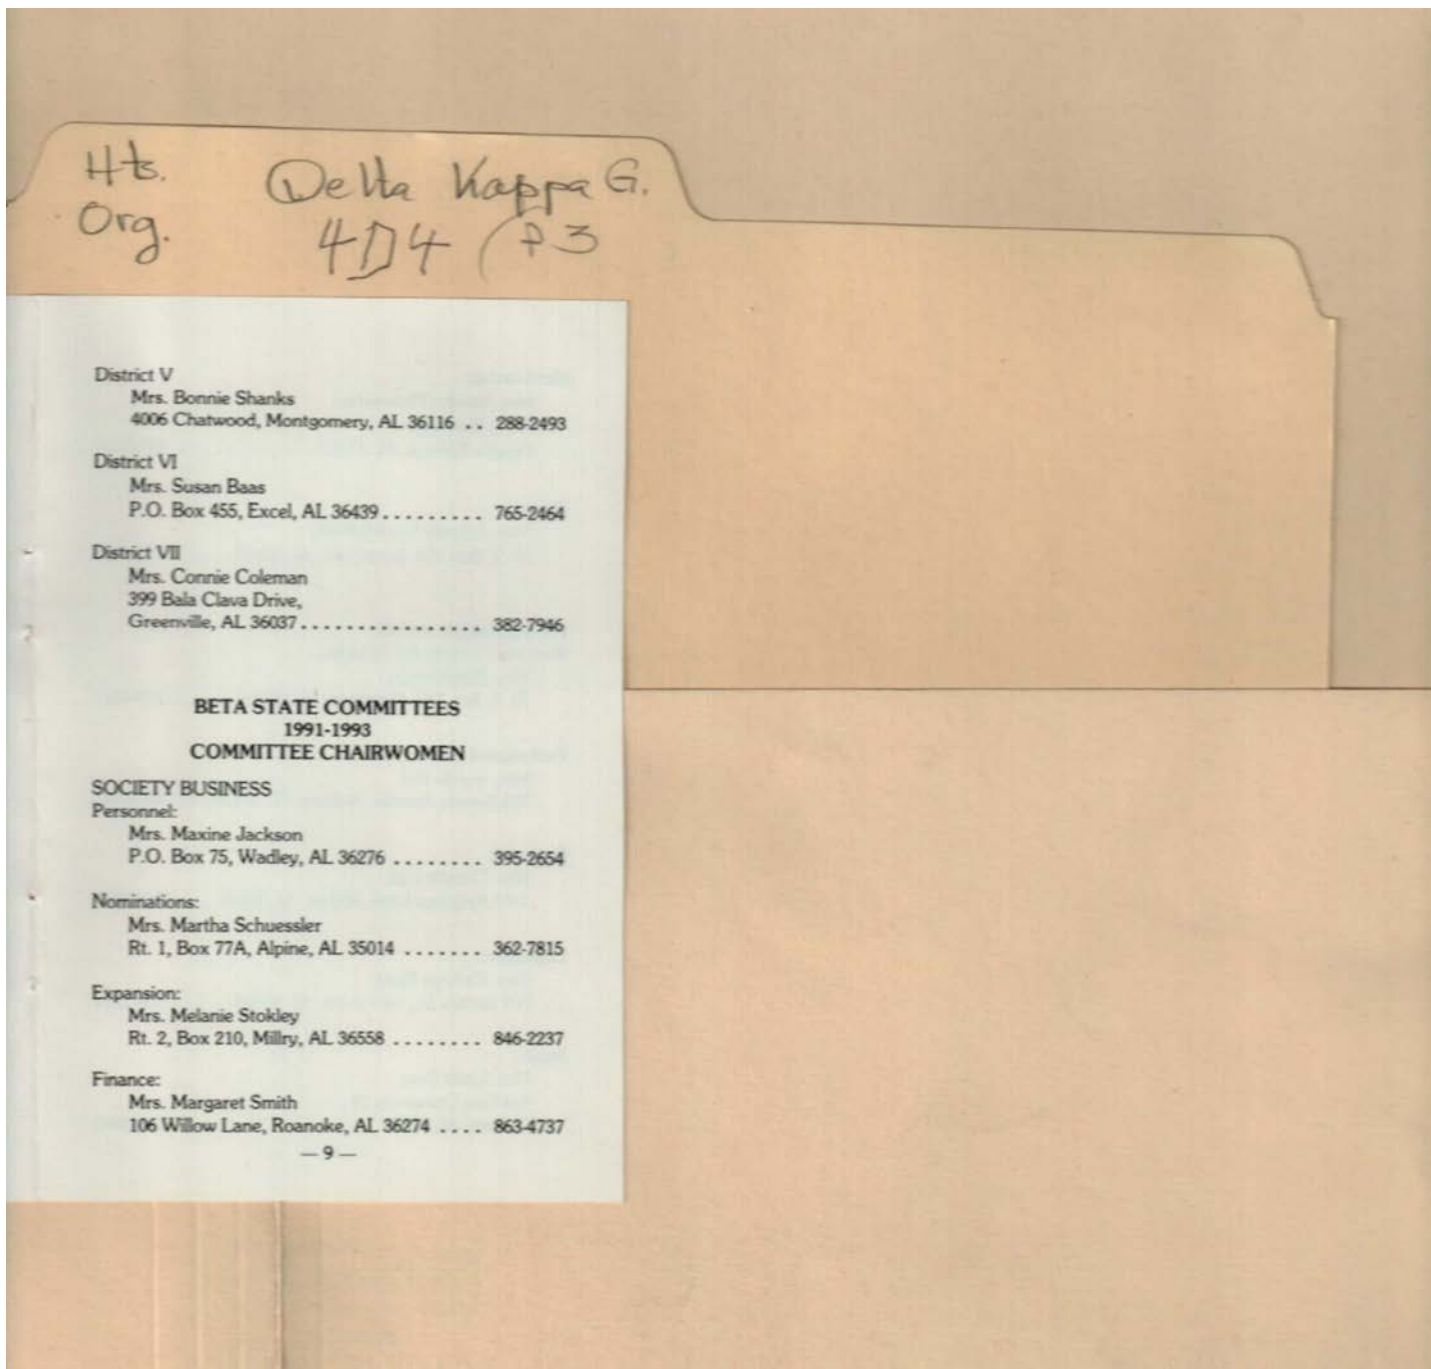 Hts. Delta Kappa G.
Org. 4D4 (P3
District V
Mrs. Bonnie Shanks
4006 Chatwood, Montgomery, AL 36116 .. 288-2493
District VI
Mrs. Susan Baas
P.O. Box 455, Excel, AL 36439 ......... 765-2464
District VII
Mrs. Connie Coleman
399 Bala Clava Drive,
Greenville, AL 36037 ................ 382-7946
BETA STATE COMMITTEES
1991-1993
COMMITTEE CHAIRWOMEN
SOCIETY BUSINESS
Personnel:
Mrs. Maxine Jackson
P.O. Box 75, Wadley, AL 36276 ........ 395-2654
Nominations:
Mrs. Martha Schuessler
Rt. 1, Box 77A, Alpine, AL 35014 ....... 362-7815
Expansion:
Mrs. Melanie Stokley
Rt. 2, Box 210, Millry, AL 36558 ........ 846-2237
Finance:
Mrs. Margaret Smith
106 Willow Lane, Roanoke, AL 36274 .... 863-4737
— 9 —